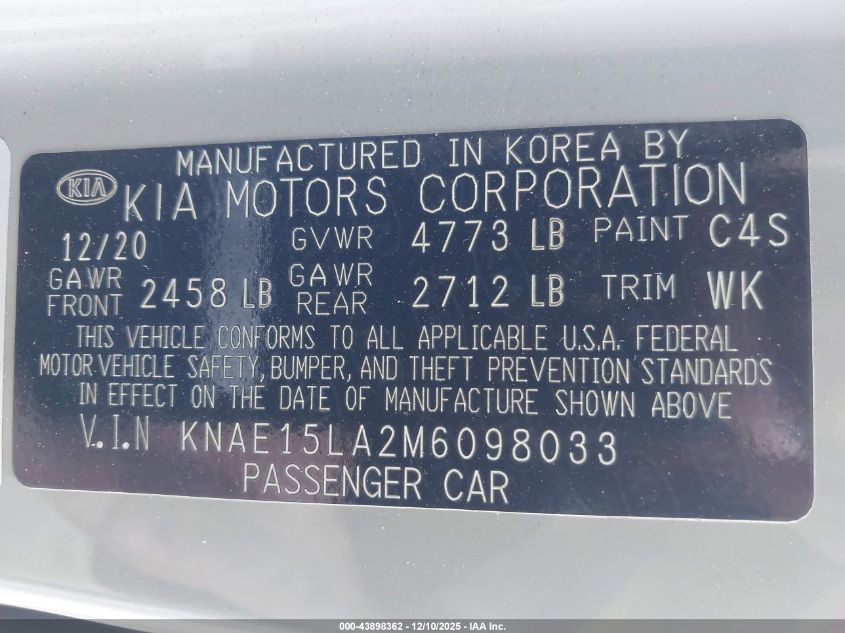 MANUFACTURED IN KOREA BY
KIA KIA MOTORS CORPORATION
12/20 GVWR 4773 LB PAINT C4S
GAWR FRONT 2458 LB GAWR REAR 2712 LB TRIM WK
THIS VEHICLE CONFORMS TO ALL APPLICABLE U.S.A. FEDERAL
MOTOR VEHICLE SAFETY, BUMPER, AND THEFT PREVENTION STANDARDS
IN EFFECT ON THE DATE OF MANUFACTURE SHOWN ABOVE
V.I.N KNAE15LA2M6098033
PASSENGER CAR
000-43898362 - 12/10/2025 - IAA Inc.